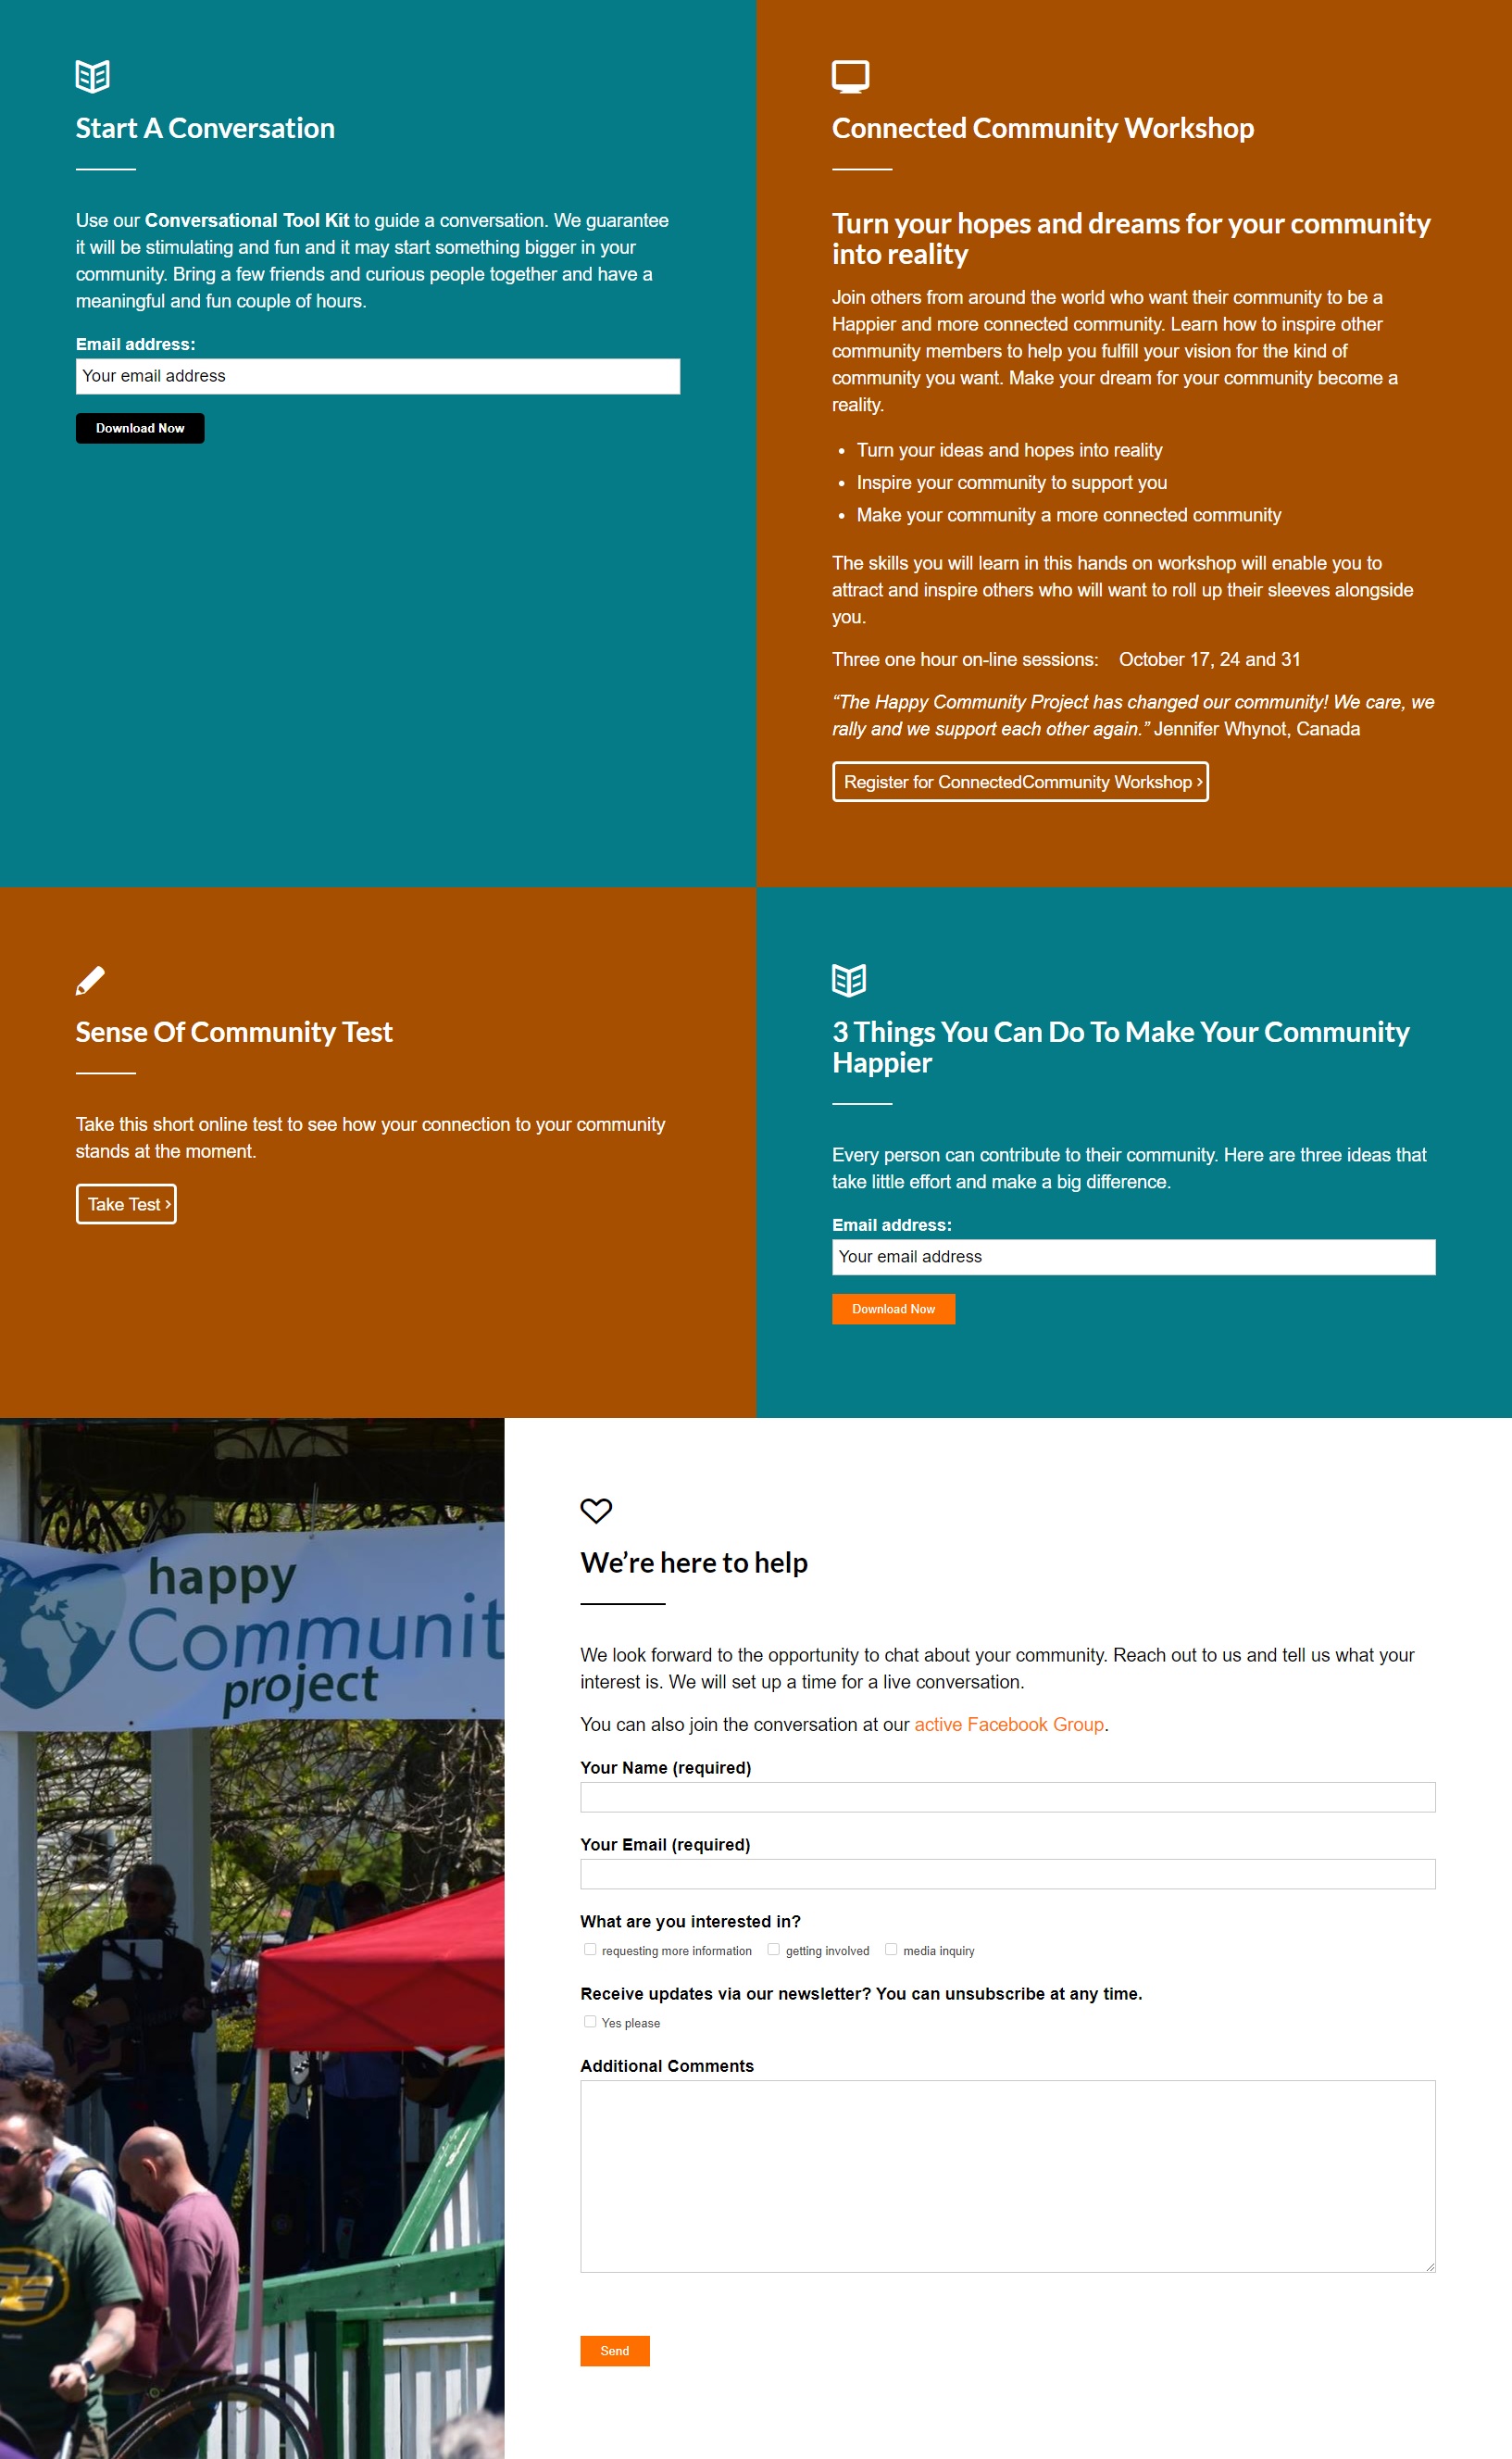 Start A Conversation
Use our Conversational Tool Kit to guide a conversation. We guarantee
it will be stimulating and fun and it may start something bigger in your
community. Bring a few friends and curious people together and have a
meaningful and fun couple of hours.
Email address:
Your email address
Download Now
Connected Community Workshop
Turn your hopes and dreams for your community
into reality
Join others from around the world who want their community to be a
Happier and more connected community. Learn how to inspire other
community members to help you fulfill your vision for the kind of
community you want. Make your dream for your community become a
reality.
• Turn your ideas and hopes into reality
• Inspire your community to support you
• Make your community a more connected community
The skills you will learn in this hands on workshop will enable you to
attract and inspire others who will want to roll up their sleeves alongside
you.
Three one hour on-line sessions: October 17, 24 and 31
“The Happy Community Project has changed our community! We care, we
rally and we support each other again.” Jennifer Whynot, Canada
Register for ConnectedCommunity Workshop ›
Sense Of Community Test
Take this short online test to see how your connection to your community
stands at the moment.
Take Test ›
3 Things You Can Do To Make Your Community
Happier
Every person can contribute to their community. Here are three ideas that
take little effort and make a big difference.
Email address:
Your email address
Download Now
happy
Communit
project
We’re here to help
We look forward to the opportunity to chat about your community. Reach out to us and tell us what your
interest is. We will set up a time for a live conversation.
You can also join the conversation at our active Facebook Group.
Your Name (required)
Your Email (required)
What are you interested in?
requesting more information getting involved media inquiry
Receive updates via our newsletter? You can unsubscribe at any time.
Yes please
Additional Comments
Send